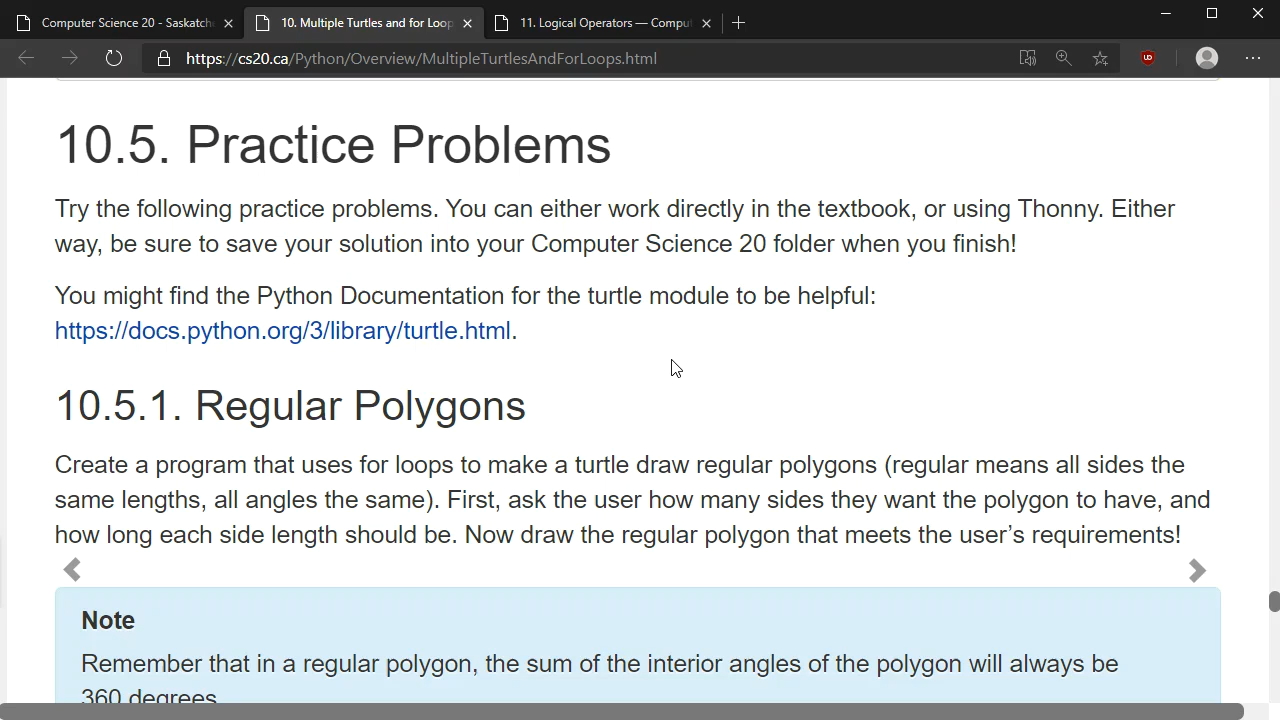 Computer Science 20 - Saskatch
10. Multiple Turtles and for Loop
11. Logical Operators — Comput
https://cs20.ca/Python/Overview/MultipleTurtlesAndForLoops.html
10.5. Practice Problems
Try the following practice problems. You can either work directly in the textbook, or using Thonny. Either
way, be sure to save your solution into your Computer Science 20 folder when you finish!
You might find the Python Documentation for the turtle module to be helpful:
https://docs.python.org/3/library/turtle.html.
10.5.1. Regular Polygons
Create a program that uses for loops to make a turtle draw regular polygons (regular means all sides the
same lengths, all angles the same). First, ask the user how many sides they want the polygon to have, and
how long each side length should be. Now draw the regular polygon that meets the user’s requirements!
Note
Remember that in a regular polygon, the sum of the interior angles of the polygon will always be
360 degrees